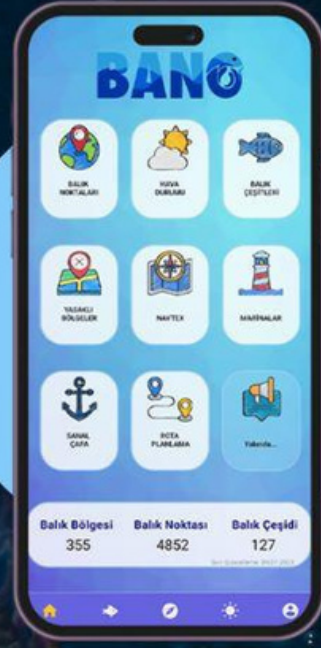 BANO
BALIK
NOKTALARI
HAVA
DURUMU
BALIK
ÇEŞİTLERİ
YASAKLI
BÖLGELER
NAVTEX
MARİNALAR
SANAL
ÇAPA
ROTA
PLANLAMA
Yakında...
Balık Bölgesi
355
Balık Noktası
4852
Balık Çeşidi
127